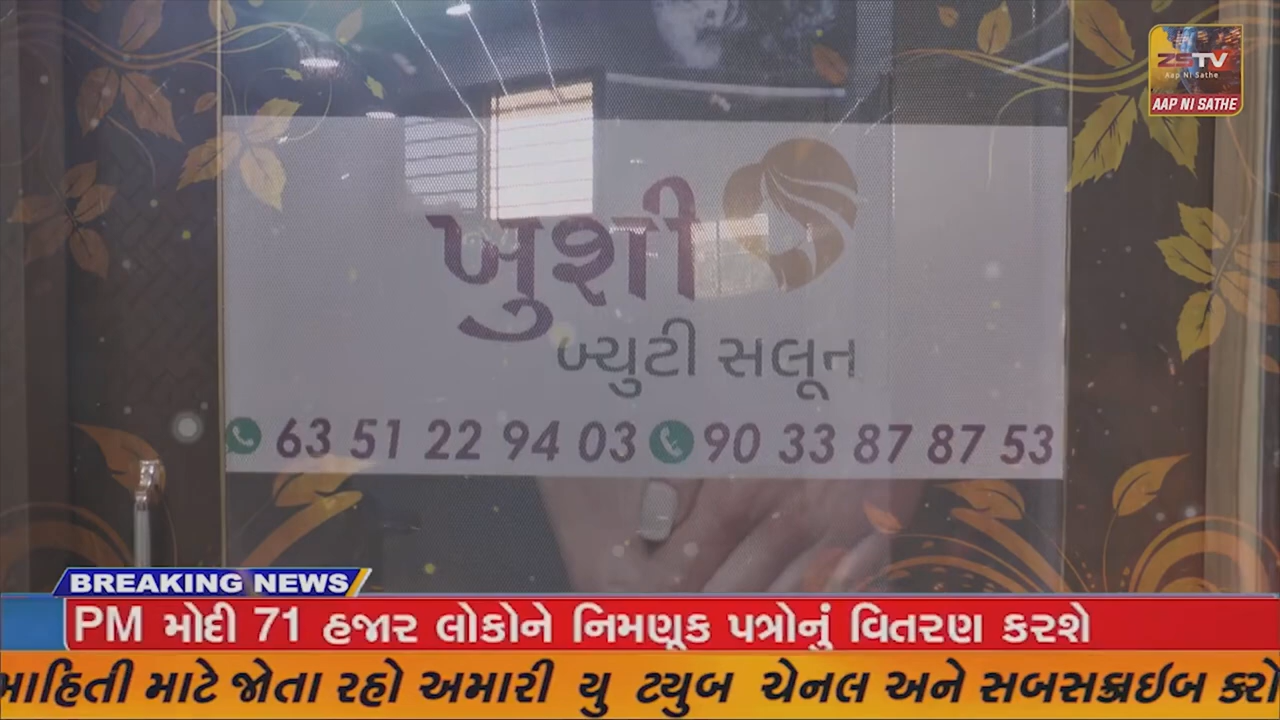 ZSTV
Aap Ni Sathe
AAP NI SATHE
ખુશી
બ્યુટી સલૂન
63 51 22 94 03 90 33 87 87 53
BREAKING NEWS
PM મોદી 71 હજાર લોકોને નિમણૂક પત્રોનું વિતરણ કરશે
માટે જોતા રહો અમારી યુ ટ્યુબ ચેનલ અને સબસ્ક્રાઇબ કરો